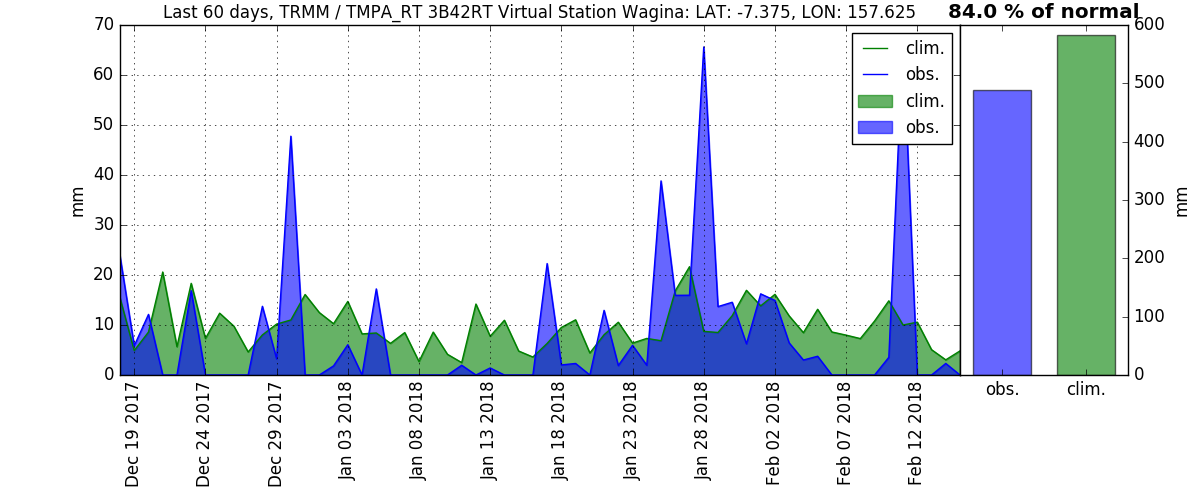 Last 60 days, TRMM / TMPA_RT 3B42RT Virtual Station Wagina: LAT: -7.375, LON: 157.625
84.0 % of normal
70
60
50
40
30
20
10
0
mm
clim.
obs.
clim.
obs.
600
500
400
300
200
100
0
mm
Dec 19 2017
Dec 24 2017
Dec 29 2017
Jan 03 2018
Jan 08 2018
Jan 13 2018
Jan 18 2018
Jan 23 2018
Jan 28 2018
Feb 02 2018
Feb 07 2018
Feb 12 2018
obs.
clim.